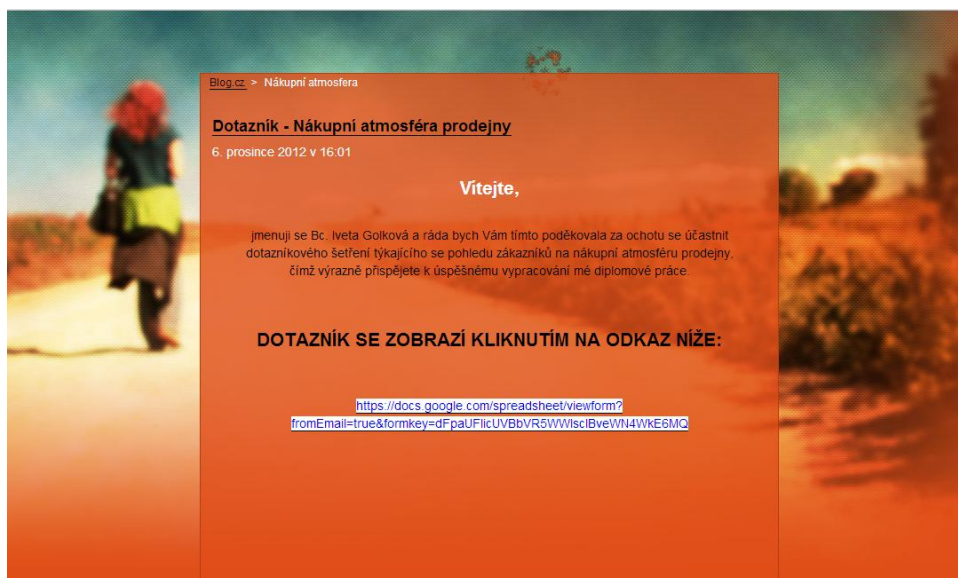 Blog.cz > Nákupní atmosfera
Dotazník - Nákupní atmosféra prodejny
6. prosince 2012 v 16:01
Vítejte,
jmenuji se Bc. Iveta Golková a ráda bych Vám tímto poděkovala za ochotu se účastnit
dotazníkového šetření týkajícího se pohledu zákazníků na nákupní atmosféru prodejny,
čímž výrazně přispějete k úspěšnému vypracování mé diplomové práce.
DOTAZNÍK SE ZOBRAZÍ KLIKNUTÍM NA ODKAZ NÍŽE:
https://docs.google.com/spreadsheet/viewform?
fromEmail=true&formkey=dFpaUFlicUVBbVR5WWlsclBveWN4WkE6MQ